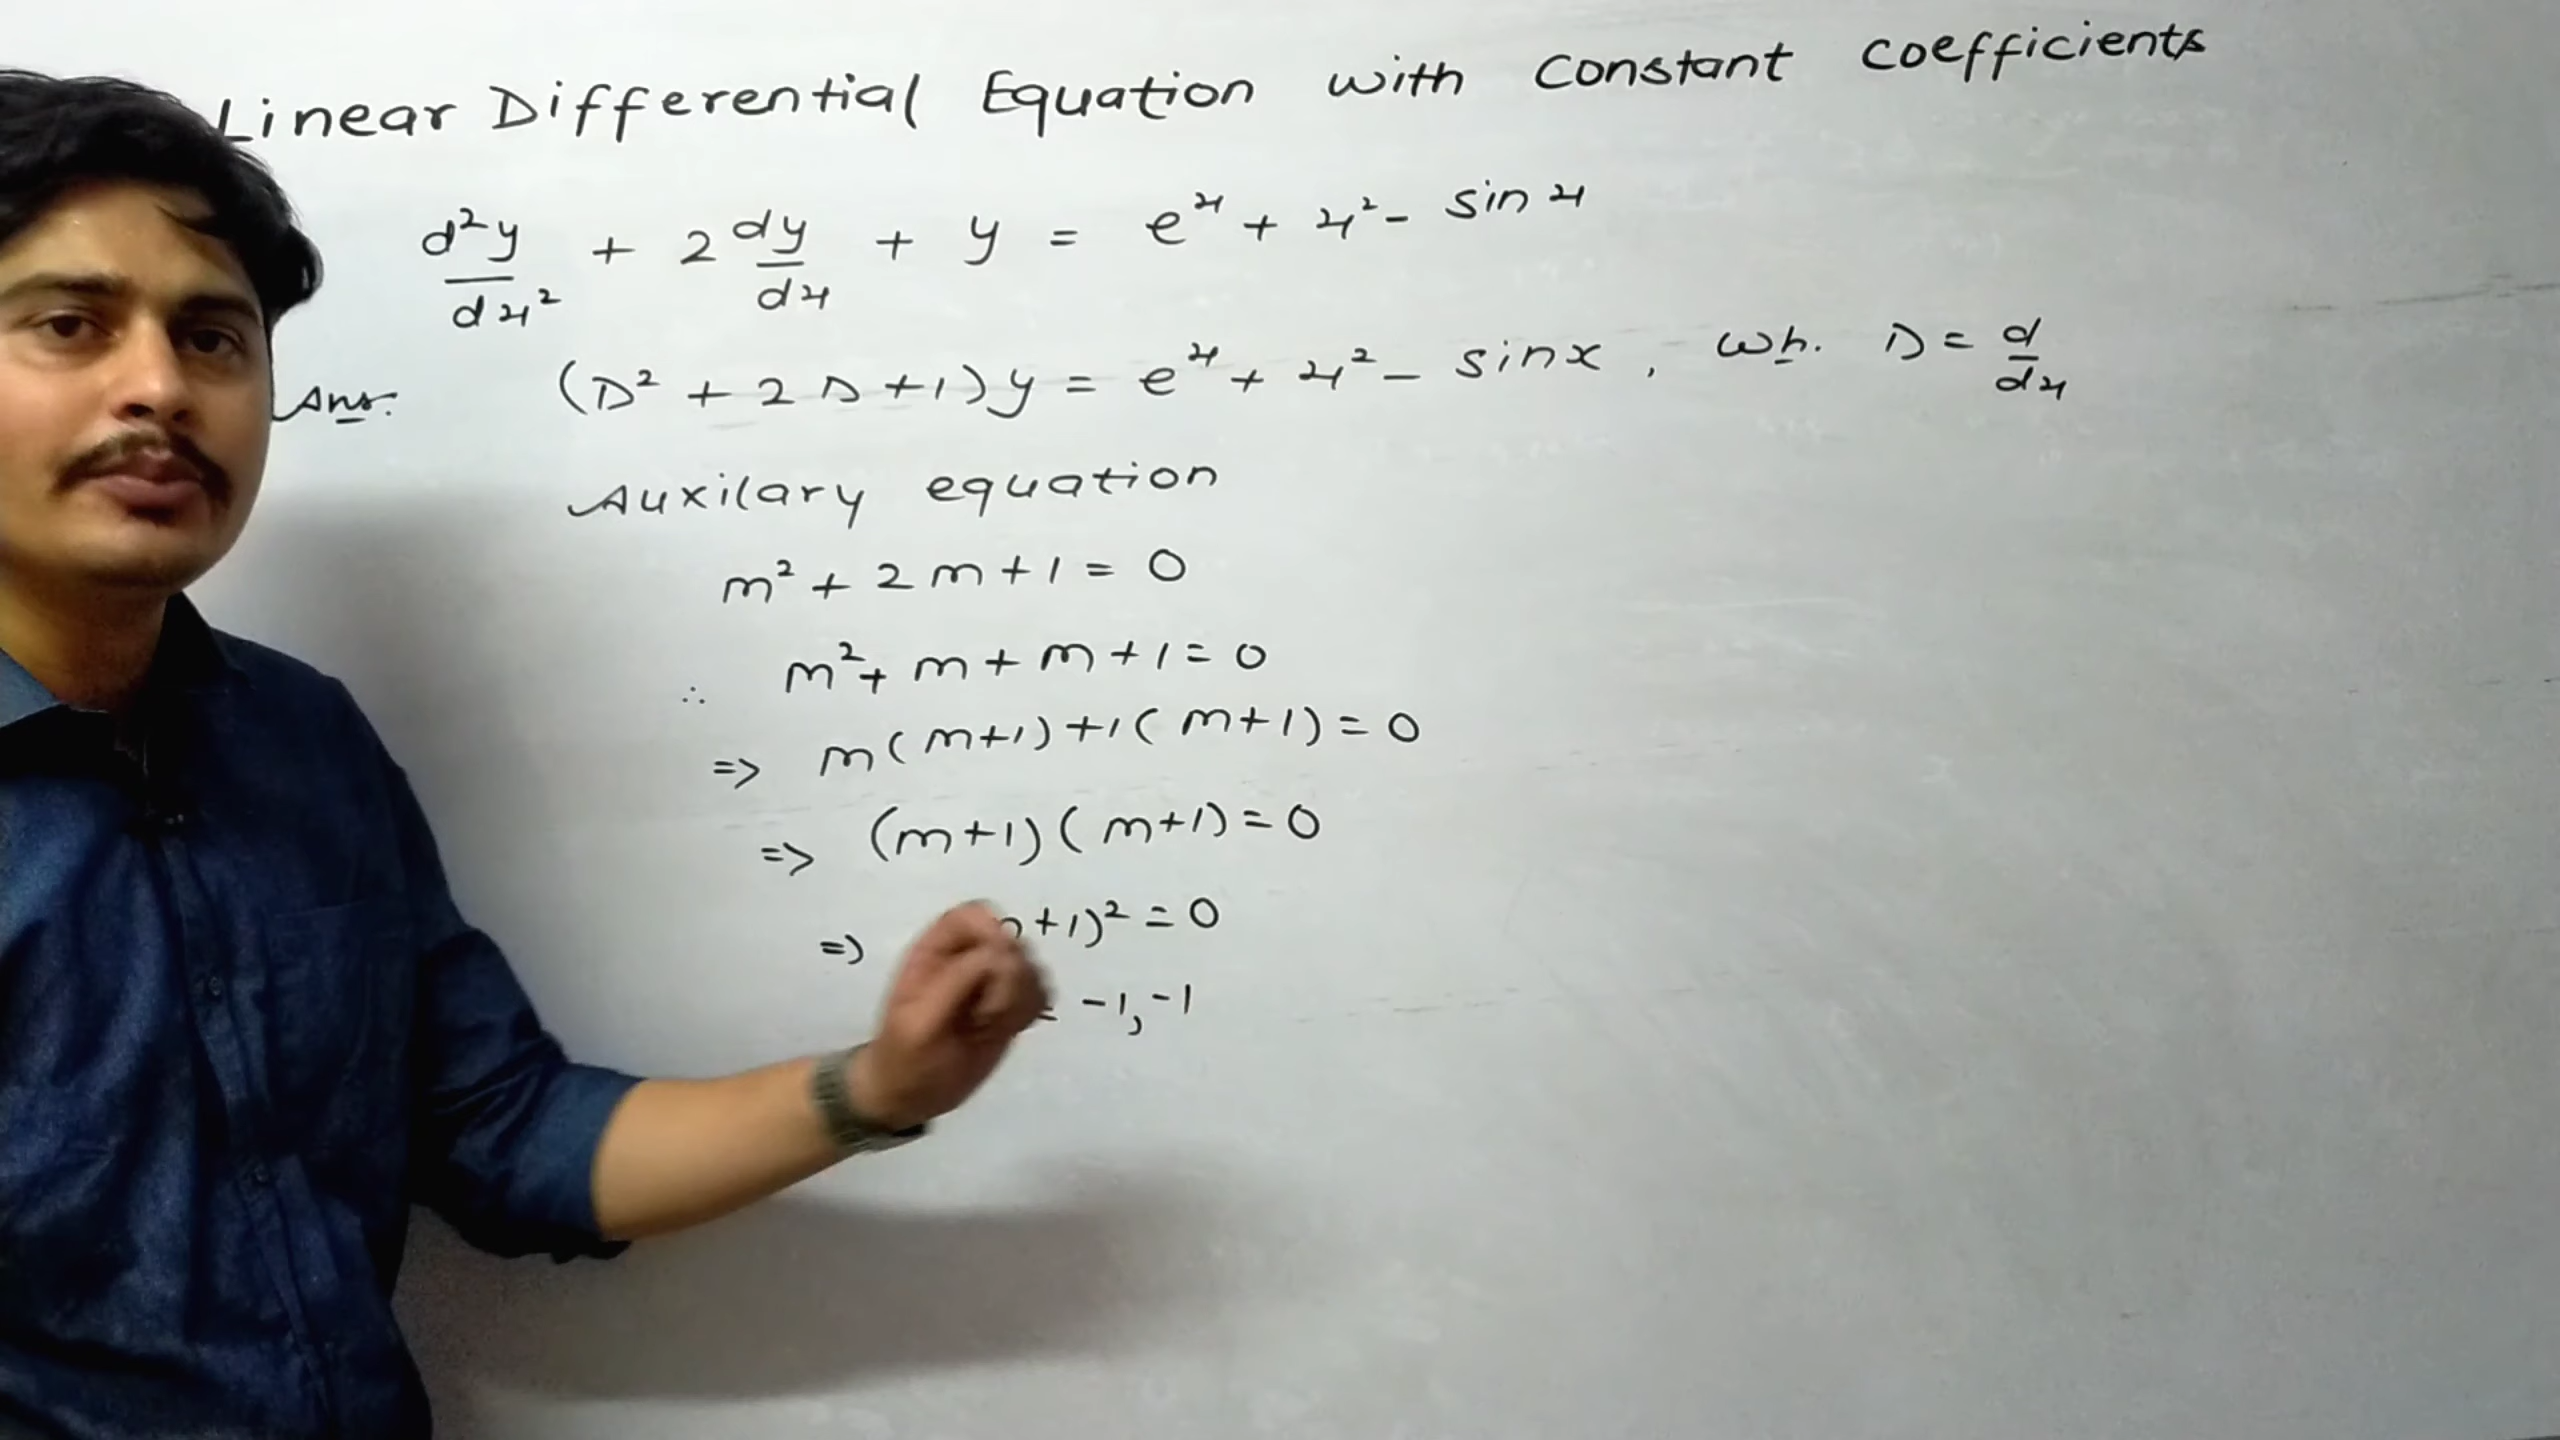 Linear Differential Equation with Constant Coefficients
d²y/dx² + 2 dy/dx + y = eˣ + x² - sin x
Ans: (D² + 2D + 1)y = eˣ + x² - sinx, wh. D = d/dx
Auxilary equation
m² + 2m + 1 = 0
∴ m² + m + m + 1 = 0
=> m(m+1) + 1(m+1) = 0
=> (m+1)(m+1) = 0
=> +1)² = 0
= -1, -1